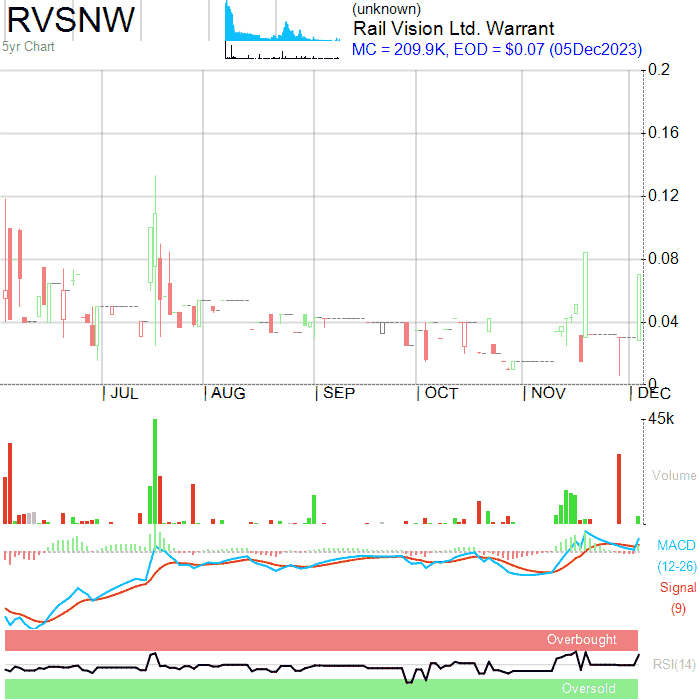 RVSNW
5yr Chart
(unknown)
Rail Vision Ltd. Warrant
MC = 209.9K, EOD = $0.07 (05Dec2023)
0.2
0.16
0.12
0.08
0.04
0
JUL
AUG
SEP
OCT
NOV
DEC
45k
Volume
MACD
(12-26)
Signal
(9)
Overbought
RSI(14)
Oversold